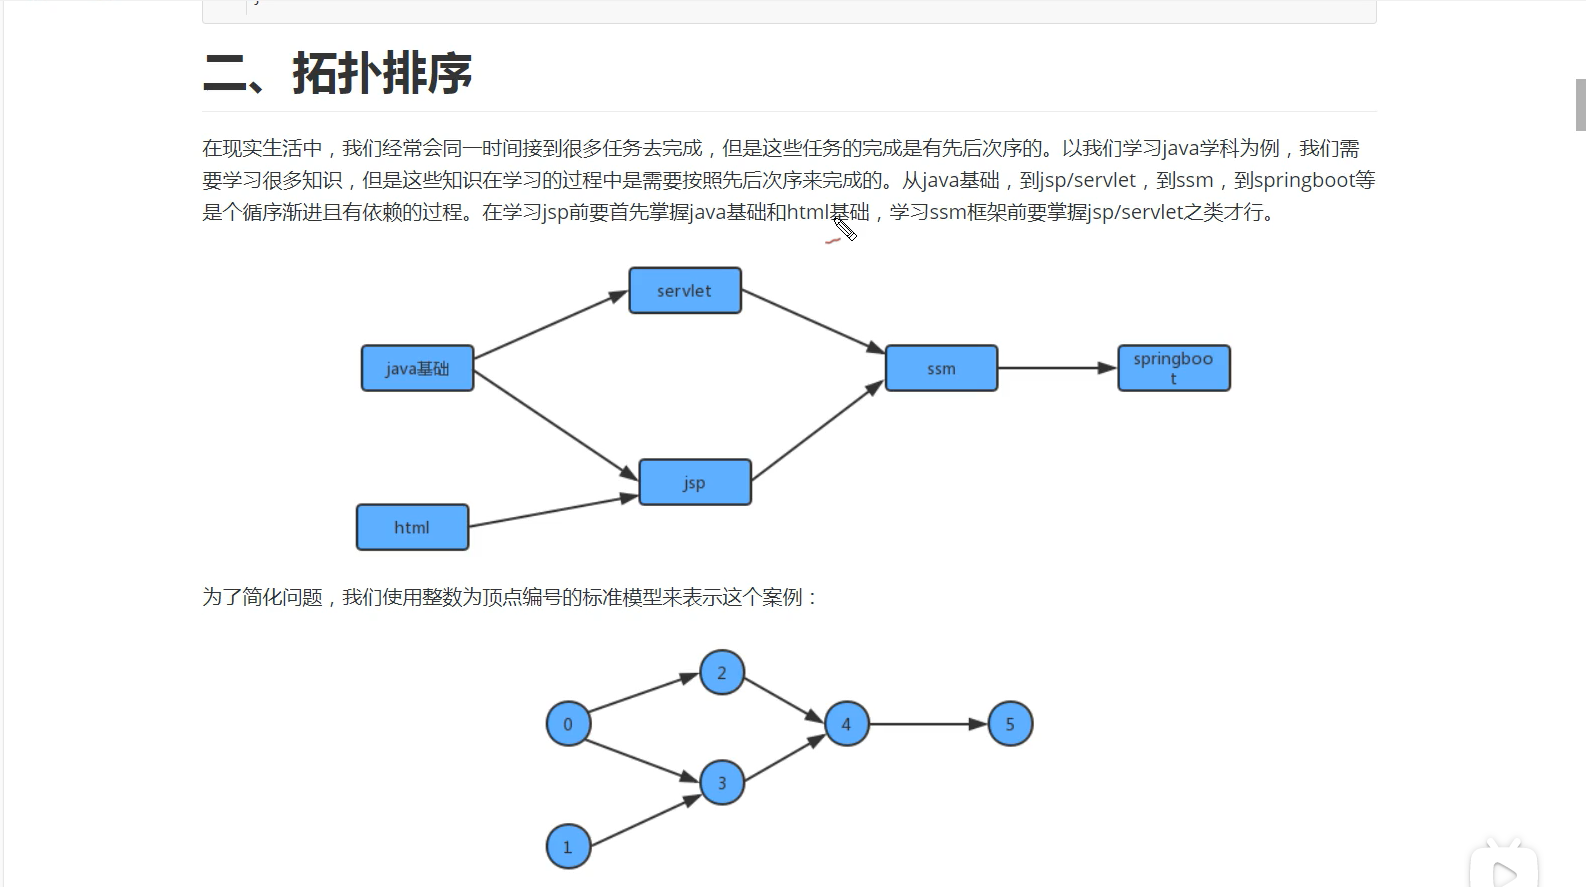 二、拓扑排序
在现实生活中，我们经常会同一时间接到很多任务去完成，但是这些任务的完成是有先后次序的。以我们学习java学科为例，我们需
要学习很多知识，但是这些知识在学习的过程中是需要按照先后次序来完成的。从java基础，到jsp/servlet，到ssm，到springboot等
是个循序渐进且有依赖的过程。在学习jsp前要首先掌握java基础和html基础，学习ssm框架前要掌握jsp/servlet之类才行。
servlet
java基础
ssm
springboo
t
jsp
html
为了简化问题，我们使用整数为顶点编号的标准模型来表示这个案例：
2
0
4
5
3
1